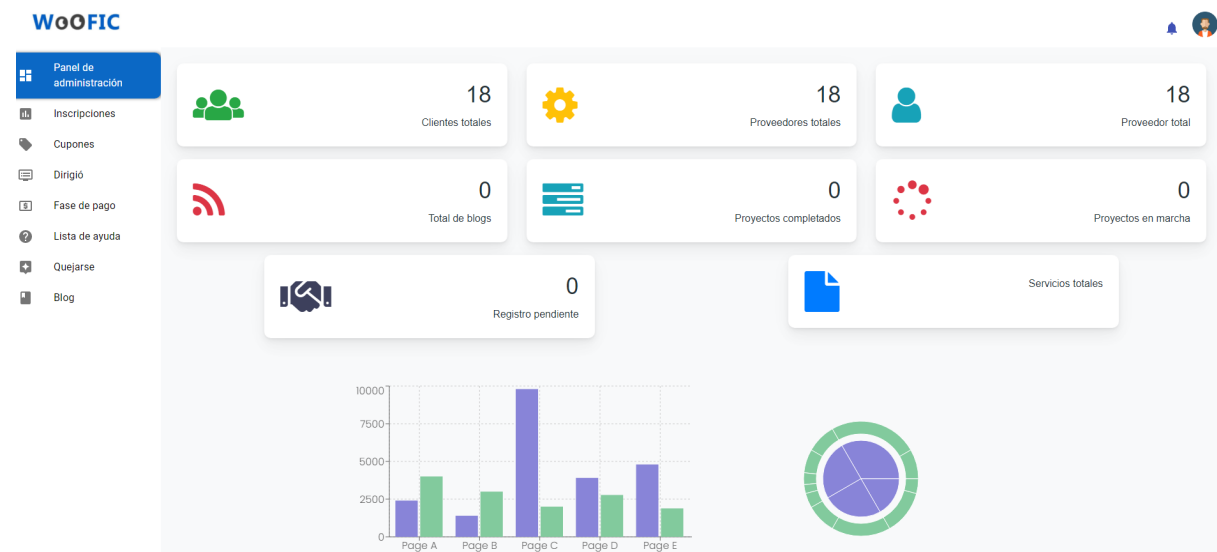 WoOFIC
Panel de
administración
Inscripciones
Cupones
Dirigió
Fase de pago
Lista de ayuda
Quejarse
Blog
18
Clientes totales
18
Proveedores totales
18
Proveedor total
0
Total de blogs
0
Proyectos completados
0
Proyectos en marcha
0
Registro pendiente
Servicios totales
10000
7500
5000
2500
0
Page A
Page B
Page C
Page D
Page E